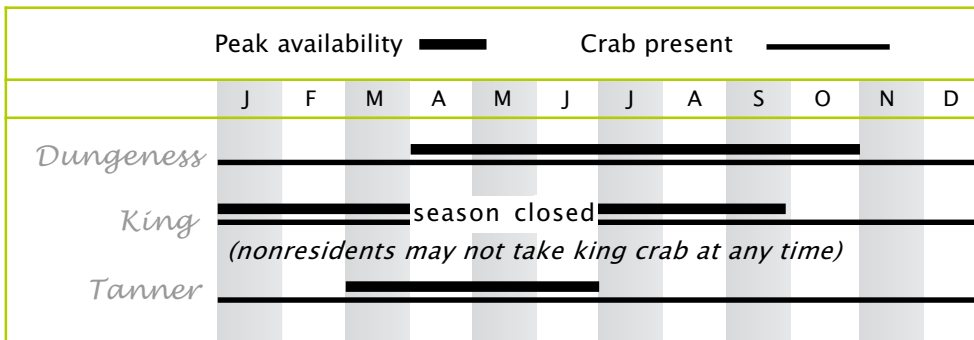 Peak availability Crab present
J F M A M J J A S O N D
Dungeness
King season closed
(nonresidents may not take king crab at any time)
Tanner